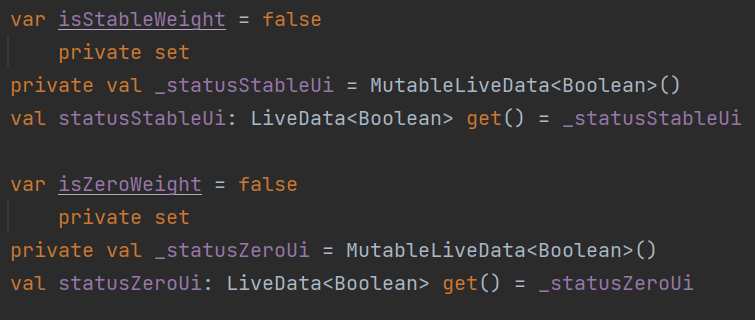 var isStableWeight = false
private set
private val _statusStableUi = MutableLiveData<Boolean>()
val statusStableUi: LiveData<Boolean> get() = _statusStableUi
var isZeroWeight = false
private set
private val _statusZeroUi = MutableLiveData<Boolean>()
val statusZeroUi: LiveData<Boolean> get() = _statusZeroUi